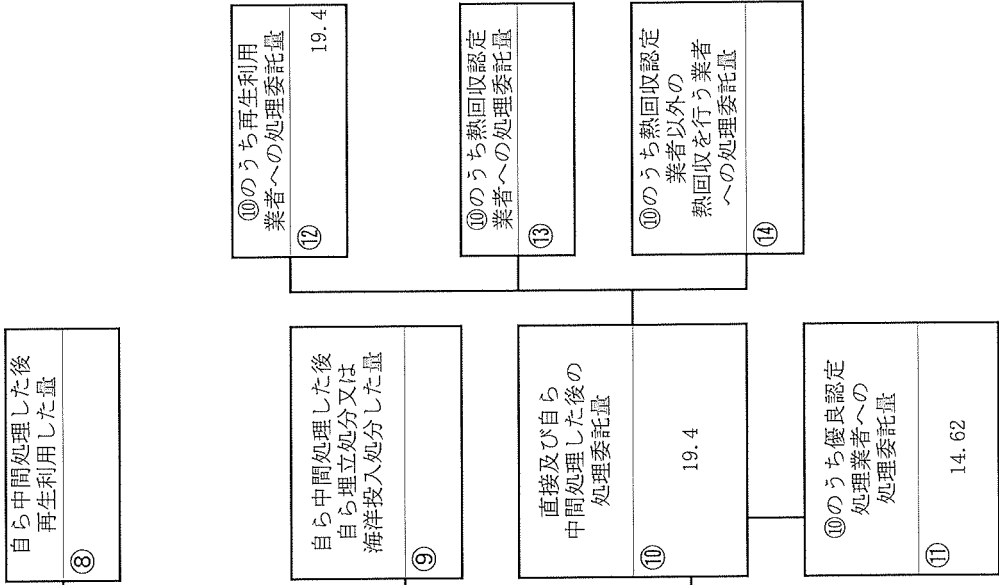 自ら中間処理した後
再生利用した量
⑧
自ら中間処理した後
自ら埋立処分又は
海洋投入処分した量
⑨
直接及び自ら
中間処理した後の
処理委託量
⑩
19.4
⑩のうち優良認定
処理業者への
処理委託量
⑪
14.62
⑩のうち再生利用
業者への処理委託量
⑫
19.4
⑩のうち熱回収認定
業者への処理委託量
⑬
⑩のうち熱回収認定
業者以外の
熱回収を行う業者
への処理委託量
⑭